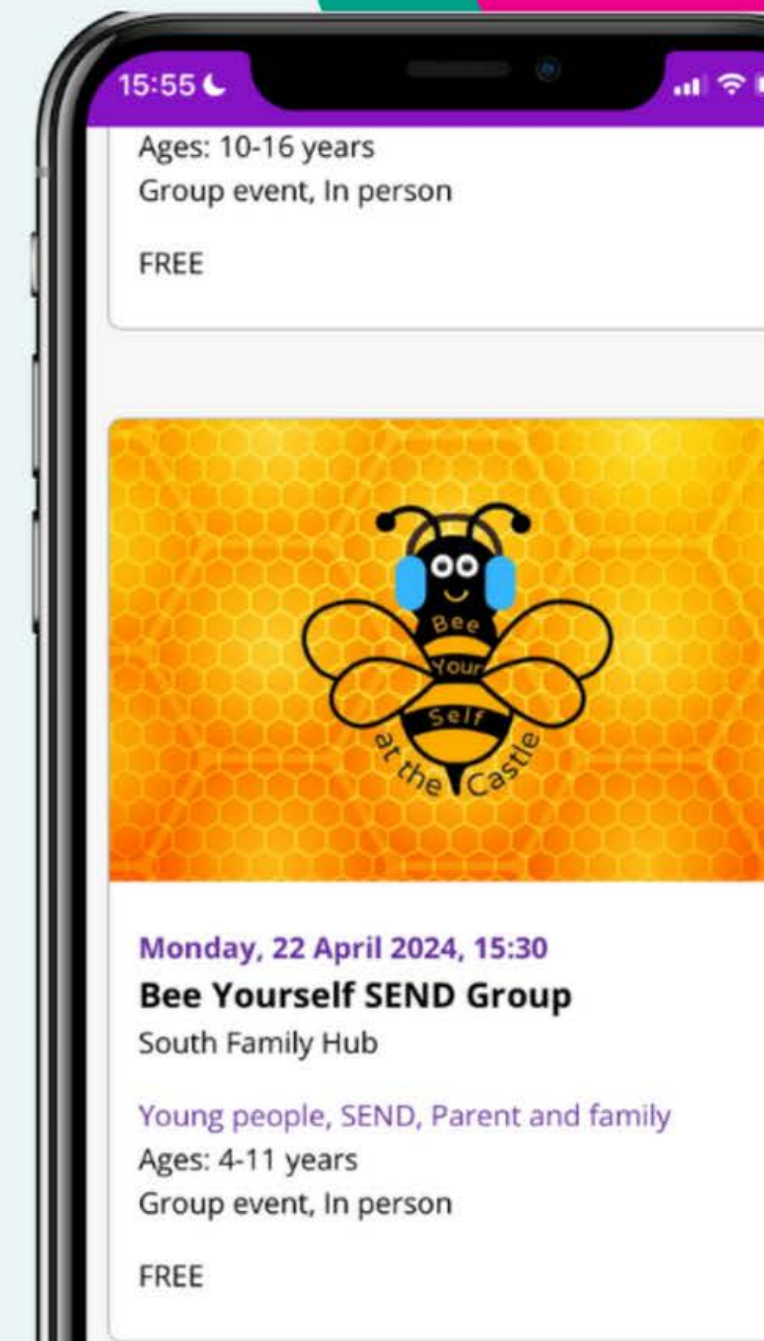 15:55
Ages: 10-16 years
Group event, In person
FREE
Bee
Your
Self
at the Castle
Monday, 22 April 2024, 15:30
Bee Yourself SEND Group
South Family Hub
Young people, SEND, Parent and family
Ages: 4-11 years
Group event, In person
FREE